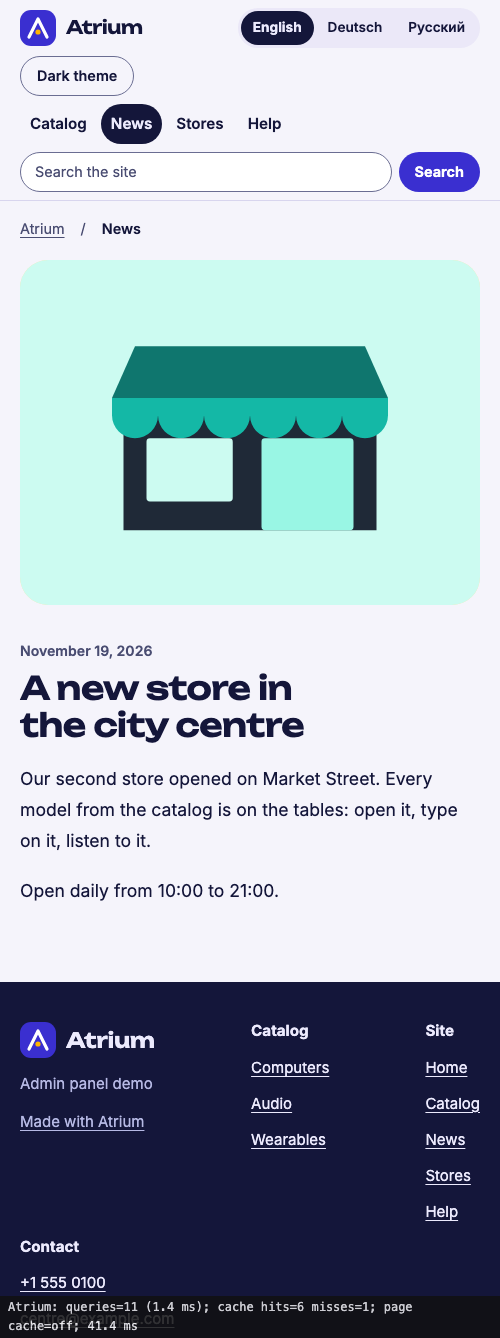 Atrium
English Deutsch Русский
Dark theme
Catalog News Stores Help
Search the site Search
Atrium / News
November 19, 2026
A new store in
the city centre
Our second store opened on Market Street. Every
model from the catalog is on the tables: open it, type
on it, listen to it.
Open daily from 10:00 to 21:00.
Atrium
Admin panel demo
Made with Atrium
Catalog
Computers
Audio
Wearables
Site
Home
Catalog
News
Stores
Help
Contact
+1 555 0100
centre@example.com
Atrium: queries=11 (1.4 ms); cache hits=6 misses=1; page
cache=off; 41.4 ms